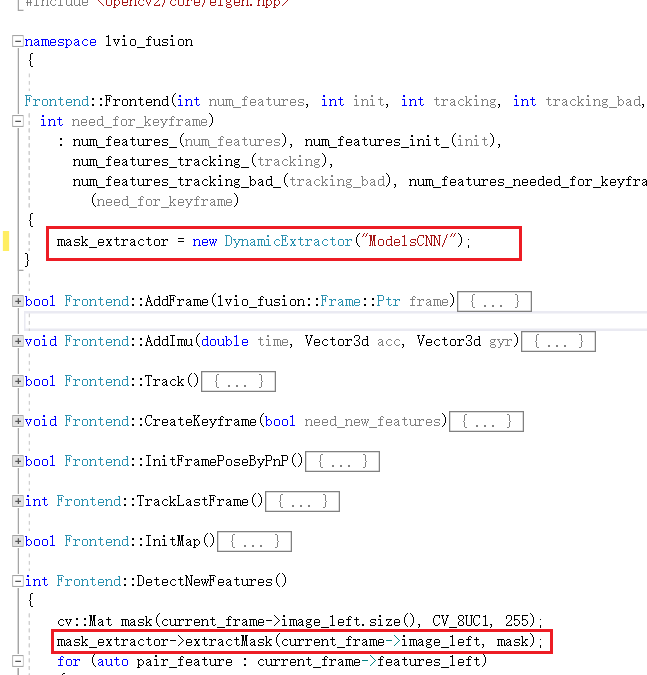 #include <opencv2/core/eigen.hpp>
namespace lvio_fusion
{
Frontend::Frontend(int num_features, int init, int tracking, int tracking_bad,
int need_for_keyframe)
: num_features_(num_features), num_features_init_(init),
num_features_tracking_(tracking),
num_features_tracking_bad_(tracking_bad), num_features_needed_for_keyfra
(need_for_keyframe)
{
mask_extractor = new DynamicExtractor("ModelsCNN/");
}
bool Frontend::AddFrame(lvio_fusion::Frame::Ptr frame) { ... }
void Frontend::AddImu(double time, Vector3d acc, Vector3d gyr) { ... }
bool Frontend::Track() { ... }
void Frontend::CreateKeyframe(bool need_new_features) { ... }
bool Frontend::InitFramePoseByPnP() { ... }
int Frontend::TrackLastFrame() { ... }
bool Frontend::InitMap() { ... }
int Frontend::DetectNewFeatures()
{
cv::Mat mask(current_frame->image_left.size(), CV_8UC1, 255);
mask_extractor->extractMask(current_frame->image_left, mask);
for (auto pair_feature : current_frame->features_left)